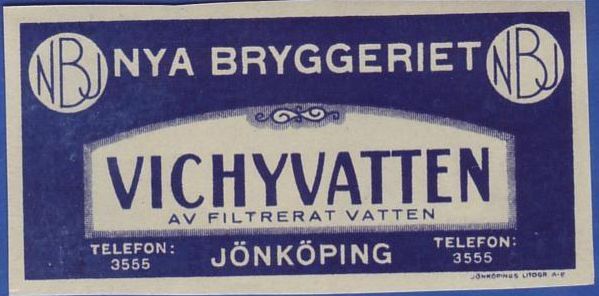 NBJ NYA BRYGGERIET NBJ
VICHYVATTEN
AV FILTRERAT VATTEN
TELEFON:
3555
JÖNKÖPING
TELEFON:
3555
JÖNKÖPINGS LITOGR. A-B